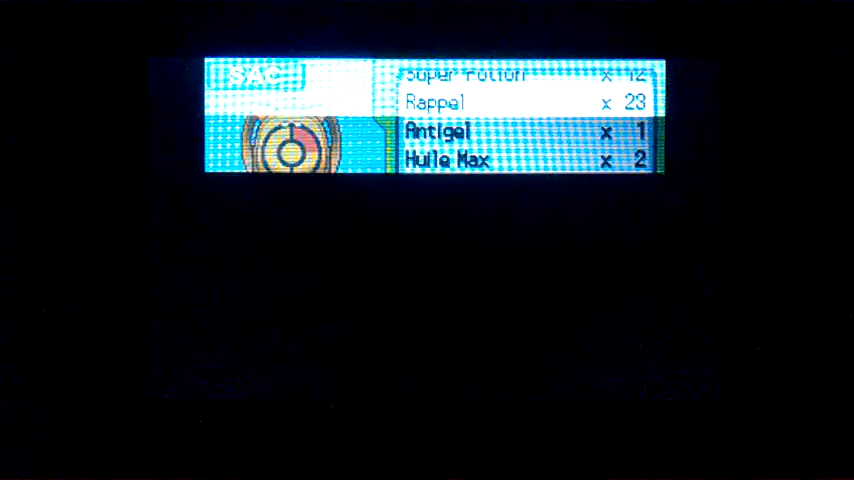 SAC
Super Potion x 12
Rappel x 23
Antigel x 1
Huile Max x 2